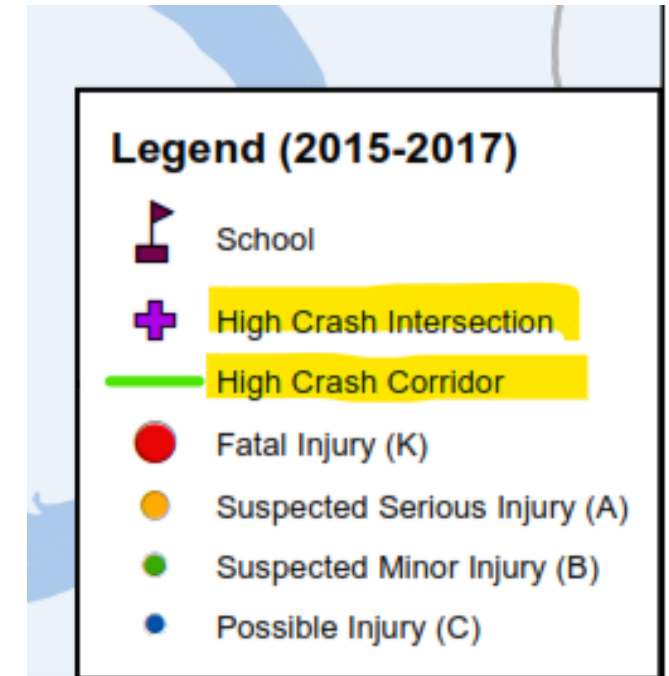 Legend (2015-2017)
School
High Crash Intersection
High Crash Corridor
Fatal Injury (K)
Suspected Serious Injury (A)
Suspected Minor Injury (B)
Possible Injury (C)